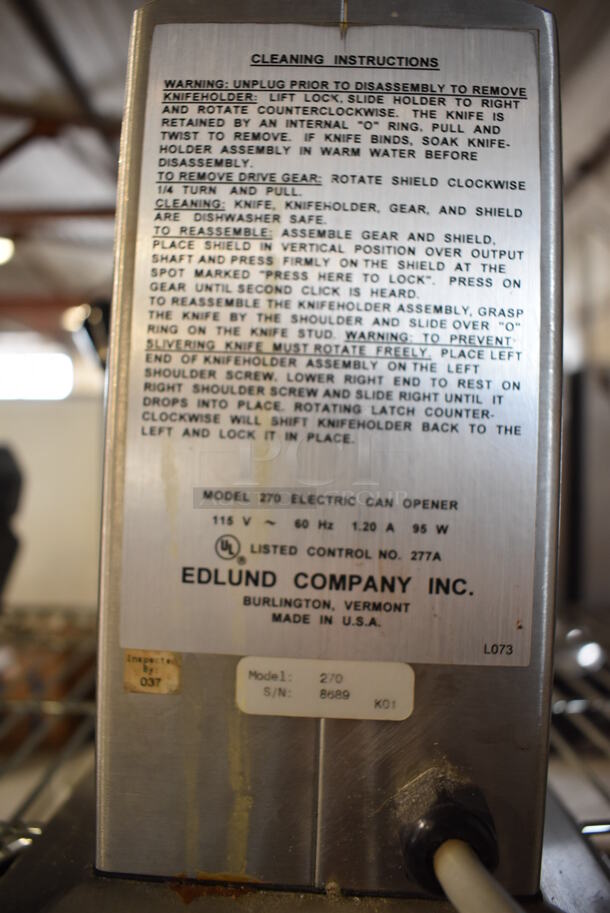 CLEANING INSTRUCTIONS
WARNING: UNPLUG PRIOR TO DISASSEMBLY TO REMOVE
KNIFEHOLDER: LIFT LOCK, SLIDE HOLDER TO RIGHT
AND ROTATE COUNTERCLOCKWISE. THE KNIFE IS
RETAINED BY AN INTERNAL "O" RING, PULL AND
TWIST TO REMOVE. IF KNIFE BINDS, SOAK KNIFE-
HOLDER ASSEMBLY IN WARM WATER BEFORE
DISASSEMBLY.
TO REMOVE DRIVE GEAR: ROTATE SHIELD CLOCKWISE
1/4 TURN AND PULL.
CLEANING: KNIFE, KNIFEHOLDER, GEAR, AND SHIELD
ARE DISHWASHER SAFE.
TO REASSEMBLE: ASSEMBLE GEAR AND SHIELD,
PLACE SHIELD IN VERTICAL POSITION OVER OUTPUT
SHAFT AND PRESS FIRMLY ON THE SHIELD AT THE
SPOT MARKED "PRESS HERE TO LOCK". PRESS ON
GEAR UNTIL SECOND CLICK IS HEARD.
TO REASSEMBLE THE KNIFEHOLDER ASSEMBLY, GRASP
THE KNIFE BY THE SHOULDER AND SLIDE OVER "O"
RING ON THE KNIFE STUD. WARNING: TO PREVENT
SLIVERING KNIFE MUST ROTATE FREELY. PLACE LEFT
END OF KNIFEHOLDER ASSEMBLY ON THE LEFT
SHOULDER SCREW. LOWER RIGHT END TO REST ON
RIGHT SHOULDER SCREW AND SLIDE RIGHT UNTIL IT
DROPS INTO PLACE. ROTATING LATCH COUNTER-
CLOCKWISE WILL SHIFT KNIFEHOLDER BACK TO THE
LEFT AND LOCK IT IN PLACE.
PCI
MODEL 270 ELECTRIC CAN OPENER
115 V ~ 60 Hz 1.20 A 95 W
UL ® LISTED CONTROL NO. 277A
EDLUND COMPANY INC.
BURLINGTON, VERMONT
MADE IN U.S.A.
L073
Inspected
by:
037
Model: 270
S/N: 8689 K01